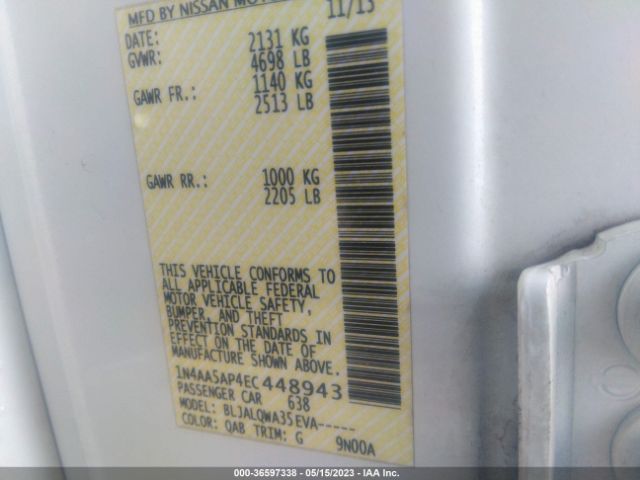 MFD BY NISSAN MOTOR
DATE: 11/13
GVWR: 2131 KG
4698 LB
GAWR FR.: 1140 KG
2513 LB
GAWR RR.: 1000 KG
2205 LB
THIS VEHICLE CONFORMS TO
ALL APPLICABLE FEDERAL
MOTOR VEHICLE SAFETY,
BUMPER, AND THEFT
PREVENTION STANDARDS IN
EFFECT ON THE DATE OF
MANUFACTURE SHOWN ABOVE.
1N4AA5AP4EC448943
PASSENGER CAR 638
MODEL: BLJALQWA35EVA-----
COLOR: QAB TRIM: G 9N00A
000-36597338 - 05/15/2023 - IAA Inc.